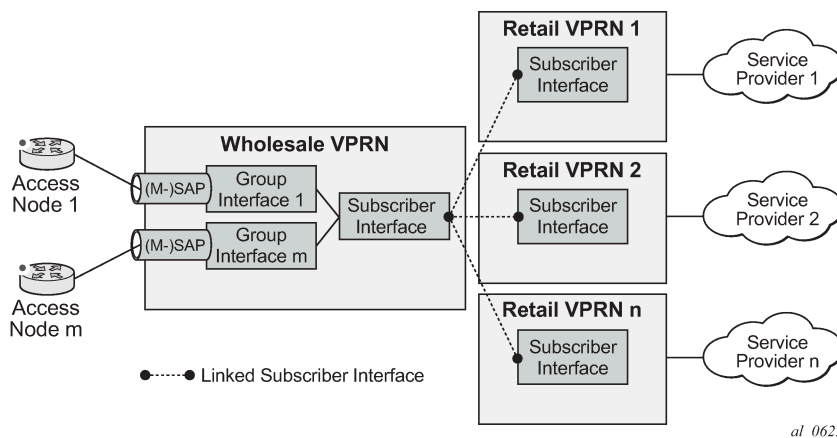 Retail VPRN 1
Subscriber
Interface
Service
Provider 1
Wholesale VPRN
Access
Node 1
(M-)SAP
Group
Interface 1
Subscriber
Interface
Retail VPRN 2
Subscriber
Interface
Service
Provider 2
(M-)SAP
Group
Interface m
Access
Node m
Retail VPRN n
Subscriber
Interface
Service
Provider n
Linked Subscriber Interface